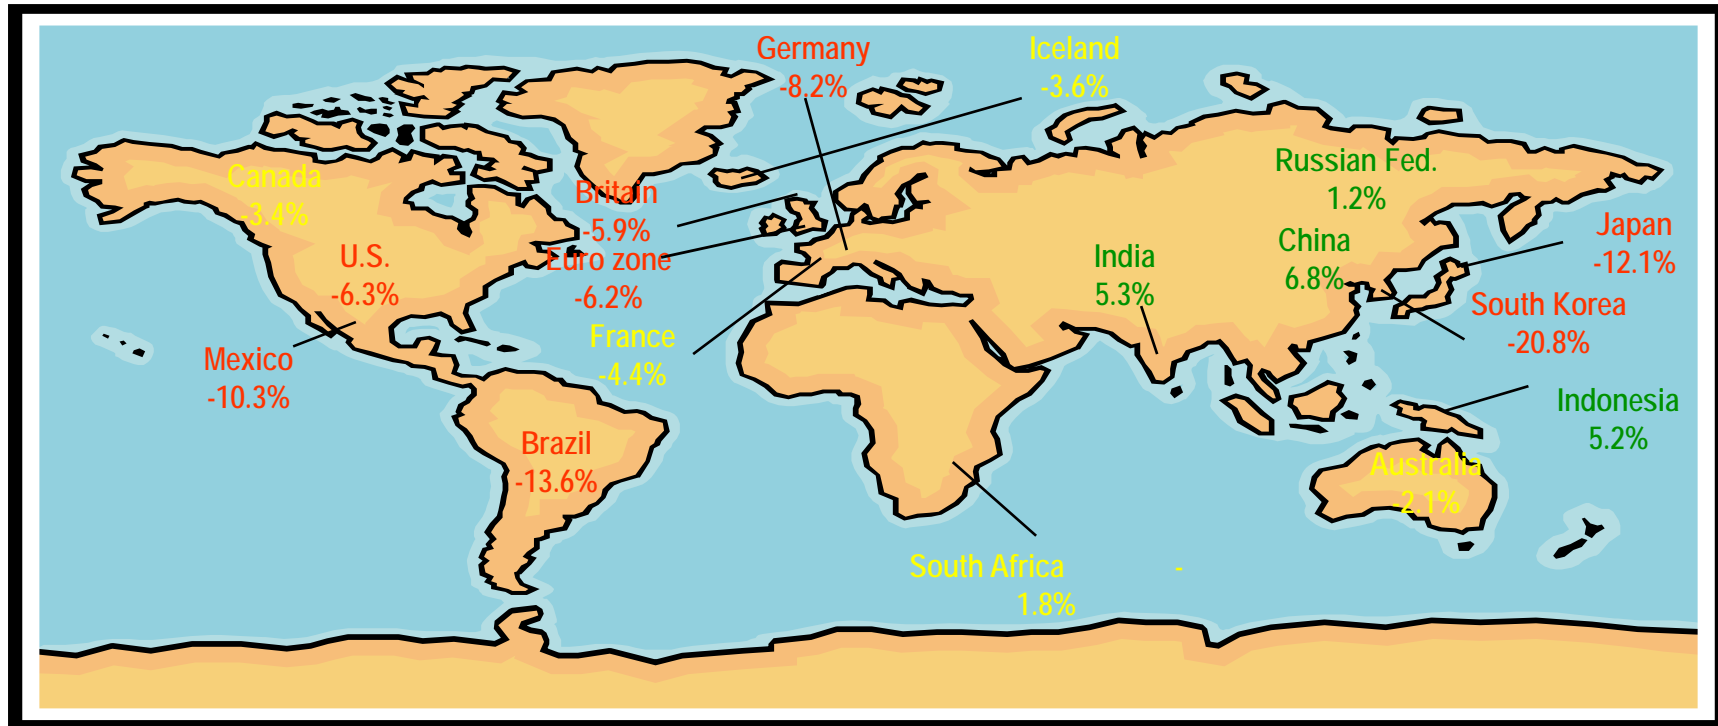 Germany
-8.2%
Iceland
-3.6%
Canada
-3.4%
Britain
-5.9%
Russian Fed.
1.2%
U.S.
-6.3%
Euro zone
-6.2%
India
5.3%
China
6.8%
Japan
-12.1%
Mexico
-10.3%
France
-4.4%
South Korea
-20.8%
Brazil
-13.6%
Indonesia
5.2%
Australia
-2.1%
South Africa -
1.8%